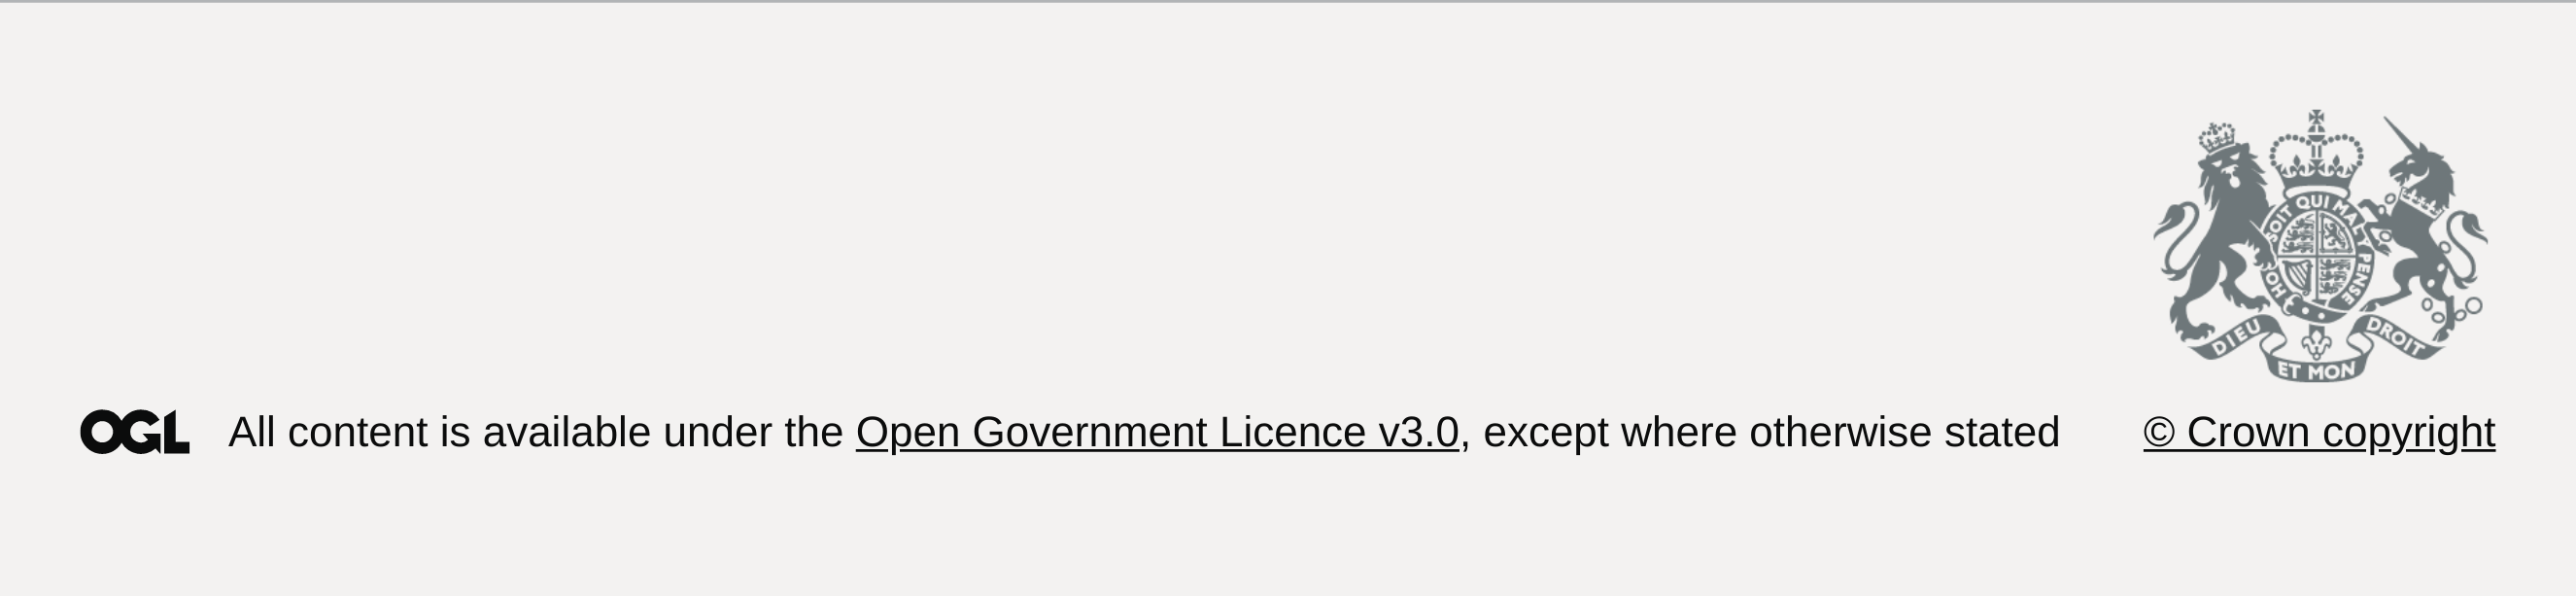 SOIT QUI MAL Y PENSE
DIEU ET MON DROIT
OGL All content is available under the Open Government Licence v3.0, except where otherwise stated
© Crown copyright